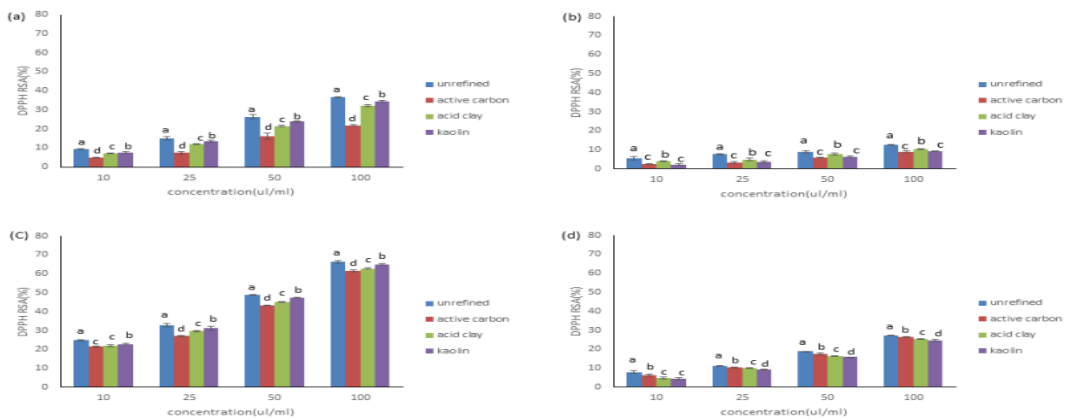 (a)
80
70
60
50
40
30
20
10
0
DPPH RSA(%)
a d c b
a d c b
a d c b
a d c b
10 25 50 100
concentration(ul/ml)
unrefined
active carbon
acid clay
kaolin
(b)
80
70
60
50
40
30
20
10
0
DPPH RSA(%)
a c b c
a c b c
a c b c
a c b c
10 25 50 100
concentration(ul/ml)
unrefined
active carbon
acid clay
kaolin
(C)
80
70
60
50
40
30
20
10
0
DPPH RSA(%)
a c c b
a d c b
a d c b
a d c b
10 25 50 100
concentration(ul/ml)
unrefined
active carbon
acid clay
kaolin
(d)
80
70
60
50
40
30
20
10
0
DPPH RSA(%)
a b c c
a b c d
a b c d
a b c d
10 25 50 100
concentration(ul/ml)
unrefined
active carbon
acid clay
kaolin